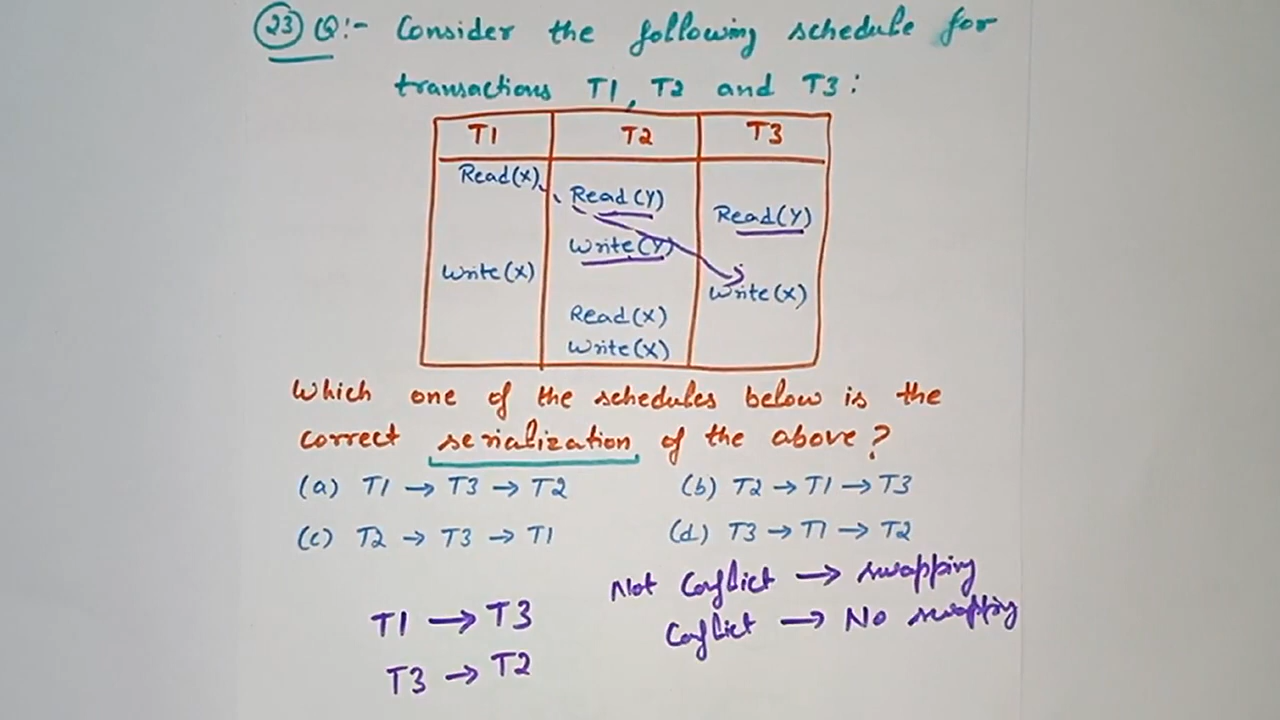 23 Q:- Consider the following schedule for
transactions T1, T2 and T3:
T1 T2 T3
Read(X)
Read(Y)
Read(Y)
Write(Y)
Write(X)
Write(X)
Read(X)
Write(X)
Which one of the schedules below is the
correct serialization of the above?
(a) T1 → T3 → T2 (b) T2 → T1 → T3
(c) T2 → T3 → T1 (d) T3 → T1 → T2
Not Conflict → swapping
T1 → T3 Conflict → No swapping
T3 → T2